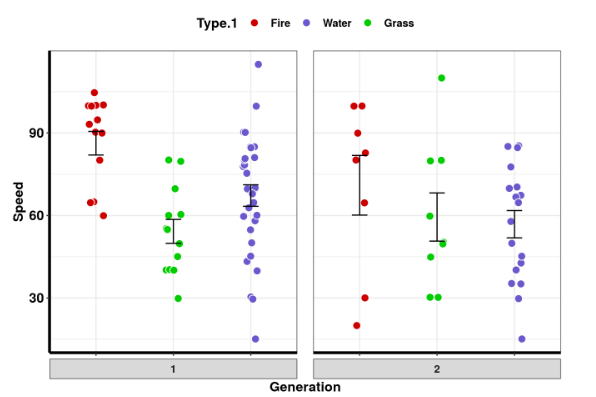 Type.1 Fire Water Grass
90
60
30
Speed
1 2
Generation